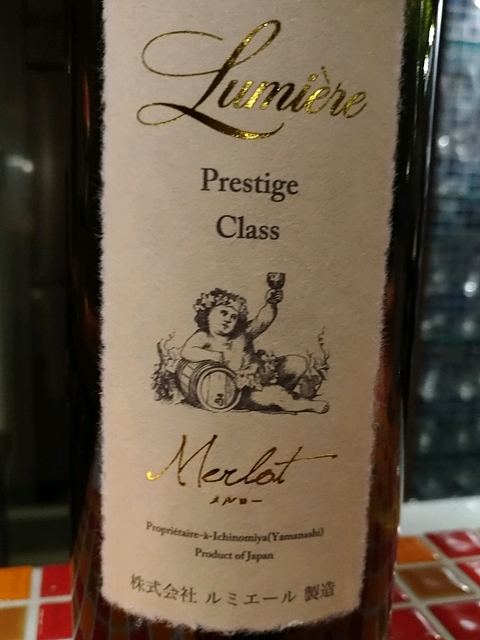 Lumière
Prestige
Class
Merlot
メルロー
Propriétaire-à-Ichinomiya(Yamanashi)
Product of Japan
株式会社 ルミエール 製造